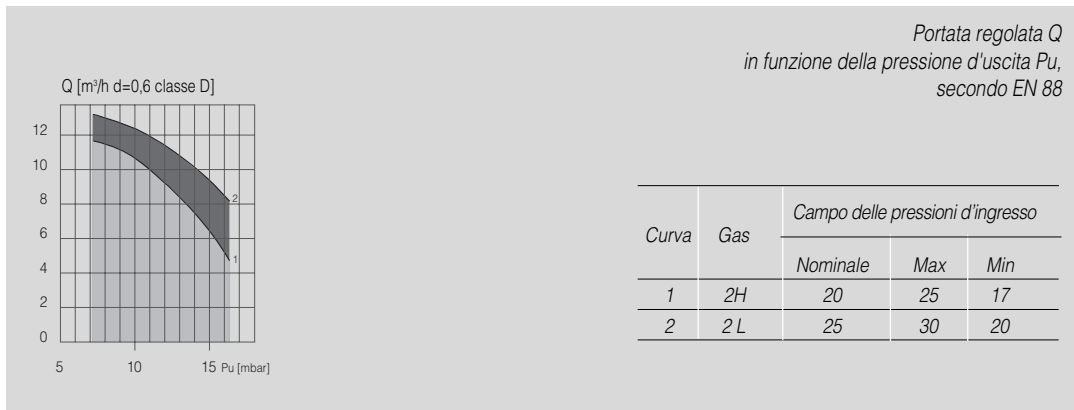 Portata regolata Q
in funzione della pressione d'uscita Pu,
secondo EN 88
Q [m³/h d=0,6 classe D]
12
10
8
6
4
2
0
2
1
5 10 15 Pu [mbar]
Curva Gas Campo delle pressioni d'ingresso
Nominale Max Min
1 2H 20 25 17
2 2 L 25 30 20